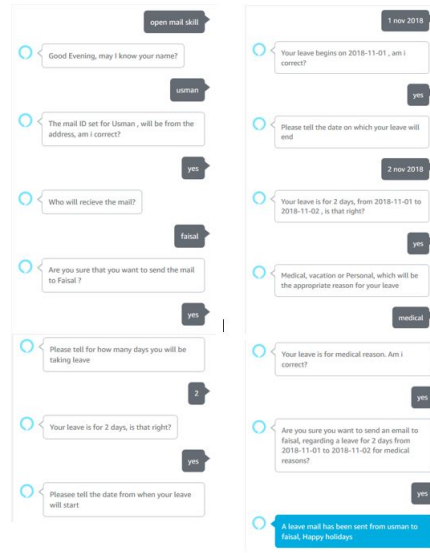 open mail skill
Good Evening, may I know your name?
usman
The mail ID set for Usman , will be from the
address, am i correct?
yes
Who will recieve the mail?
faisal
Are you sure that you want to send the mail
to Faisal ?
yes
Please tell for how many days you will be
taking leave
2
Your leave is for 2 days, is that right?
yes
Pleasee tell the date from when your leave
will start
1 nov 2018
Your leave begins on 2018-11-01 , am i
correct?
yes
Please tell the date on which your leave will
end
2 nov 2018
Your leave is for 2 days, from 2018-11-01 to
2018-11-02 , is that right?
yes
Medical, vacation or Personal, which will be
the appropriate reason for your leave
medical
Your leave is for medical reason. Am i
correct?
yes
Are you sure you want to send an email to
faisal, regarding a leave for 2 days from
2018-11-01 to 2018-11-02 for medical
reasons?
yes
A leave mail has been sent from usman to
faisal, Happy holidays